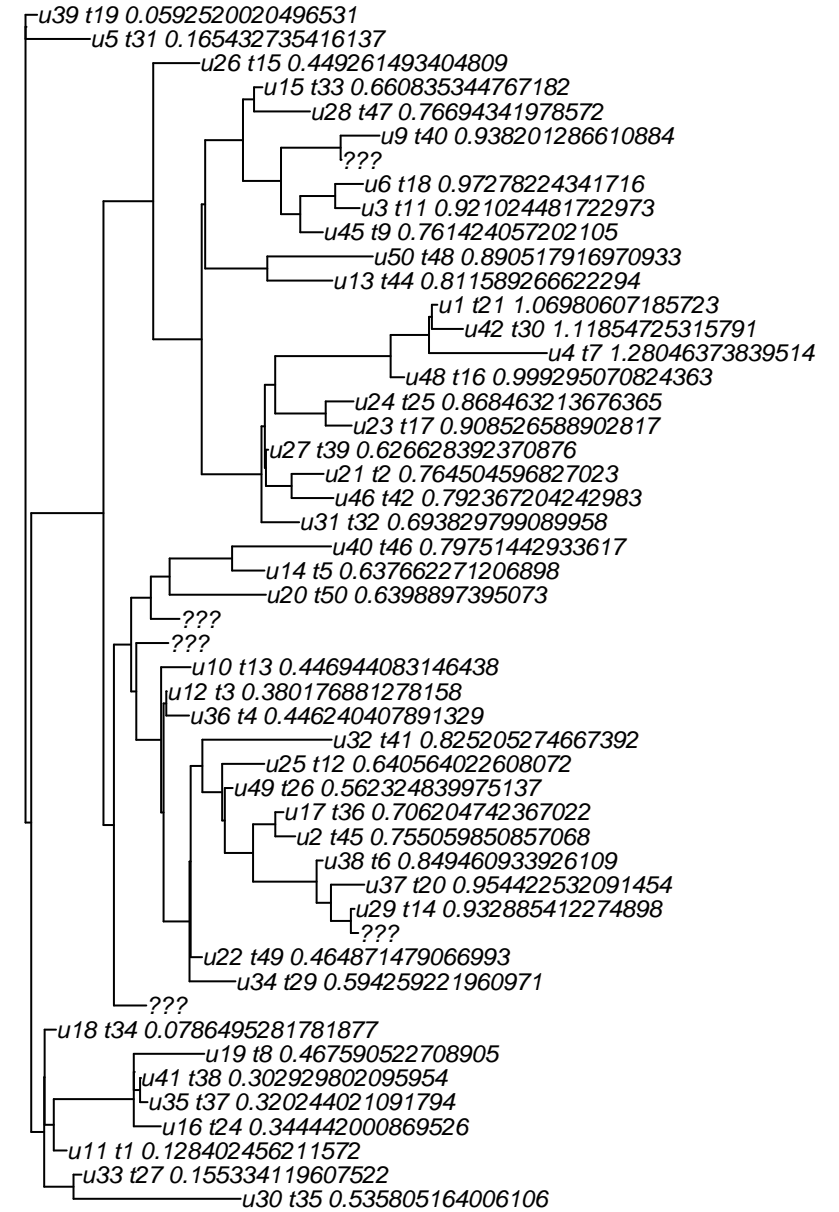 u39 t19 0.0592520020496531
u5 t31 0.165432735416137
u26 t15 0.449261493404809
u15 t33 0.660835344767182
u28 t47 0.76694341978572
u9 t40 0.938201286610884
???
u6 t18 0.97278224341716
u3 t11 0.921024481722973
u45 t9 0.761424057202105
u50 t48 0.890517916970933
u13 t44 0.811589266622294
u1 t21 1.06980607185723
u42 t30 1.11854725315791
u4 t7 1.28046373839514
u48 t16 0.999295070824363
u24 t25 0.868463213676365
u23 t17 0.908526588902817
u27 t39 0.626628392370876
u21 t2 0.764504596827023
u46 t42 0.792367204242983
u31 t32 0.693829799089958
u40 t46 0.79751442933617
u14 t5 0.637662271206898
u20 t50 0.6398897395073
???
???
u10 t13 0.446944083146438
u12 t3 0.380176881278158
u36 t4 0.446240407891329
u32 t41 0.825205274667392
u25 t12 0.640564022608072
u49 t26 0.562324839975137
u17 t36 0.706204742367022
u2 t45 0.755059850857068
u38 t6 0.849460933926109
u37 t20 0.954422532091454
u29 t14 0.932885412274898
???
u22 t49 0.464871479066993
u34 t29 0.594259221960971
???
u18 t34 0.0786495281781877
u19 t8 0.467590522708905
u41 t38 0.302929802095954
u35 t37 0.320244021091794
u16 t24 0.344442000869526
u11 t1 0.128402456211572
u33 t27 0.155334119607522
u30 t35 0.535805164006106